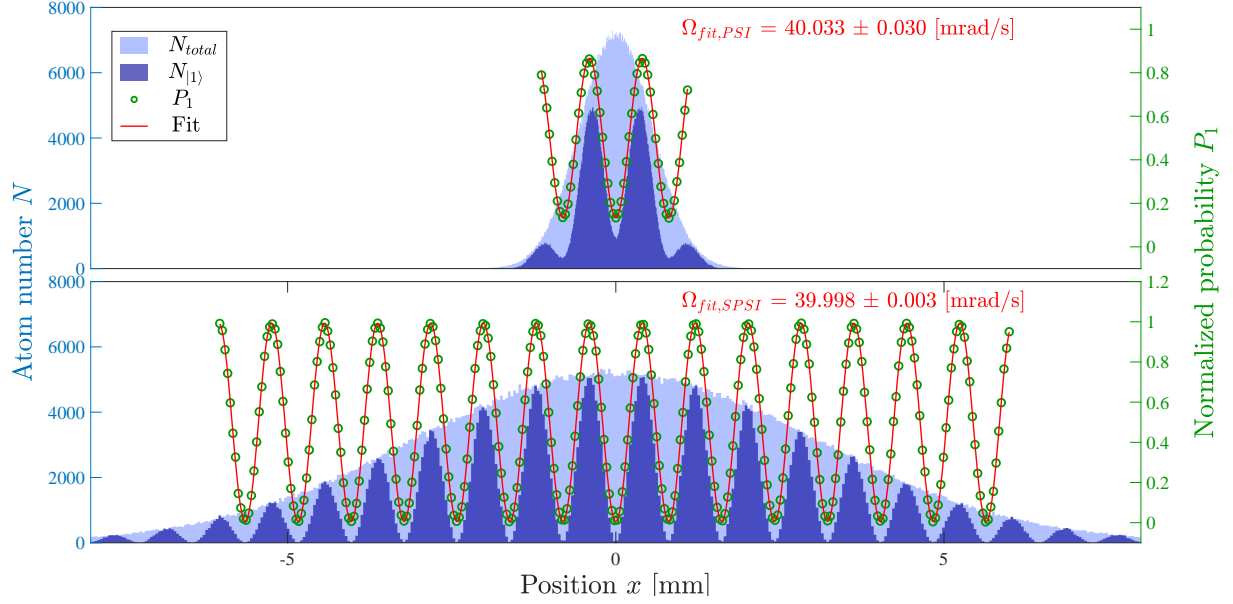 8000
6000
4000
2000
0
N_total
N_|1⟩
P_1
Fit
Ω_fit,PSI = 40.033 ± 0.030 [mrad/s]
1
0.8
0.6
0.4
0.2
0
Atom number N
Normalized probability P_1
8000
6000
4000
2000
0
Ω_fit,SPSI = 39.998 ± 0.003 [mrad/s]
1.2
1
0.8
0.6
0.4
0.2
0
-5
0
5
Position x [mm]